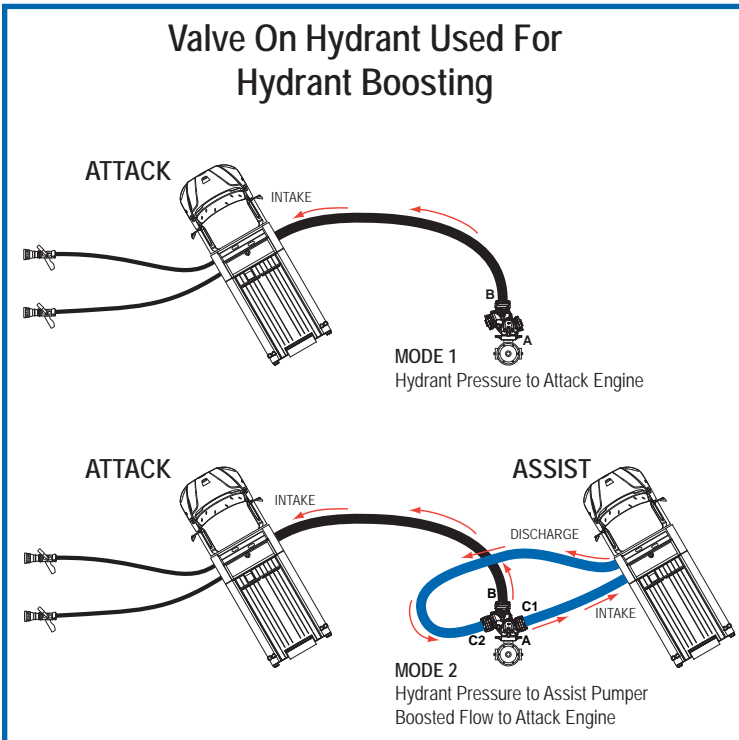 Valve On Hydrant Used For
Hydrant Boosting
ATTACK
INTAKE
B
A
MODE 1
Hydrant Pressure to Attack Engine
ATTACK
ASSIST
INTAKE
DISCHARGE
B
C1
INTAKE
C2
A
MODE 2
Hydrant Pressure to Assist Pumper
Boosted Flow to Attack Engine